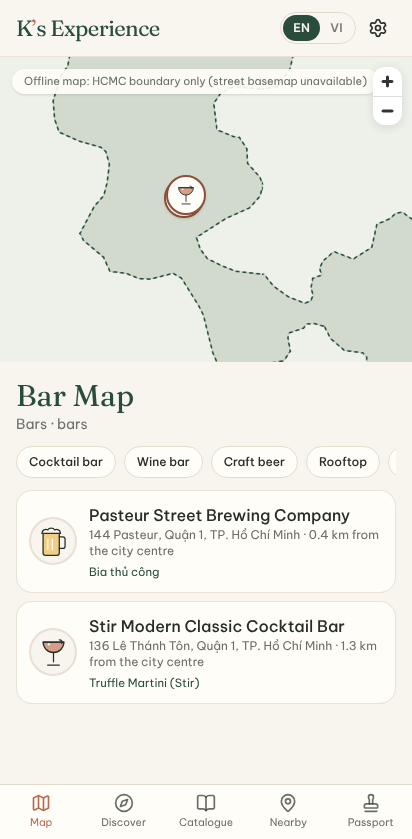 K's Experience
EN
VI
Offline map: HCMC boundary only (street basemap unavailable)
+
−
Bar Map
Bars · bars
Cocktail bar
Wine bar
Craft beer
Rooftop
Pasteur Street Brewing Company
144 Pasteur, Quận 1, TP. Hồ Chí Minh · 0.4 km from
the city centre
Bia thủ công
Stir Modern Classic Cocktail Bar
136 Lê Thánh Tôn, Quận 1, TP. Hồ Chí Minh · 1.3 km
from the city centre
Truffle Martini (Stir)
Map
Discover
Catalogue
Nearby
Passport